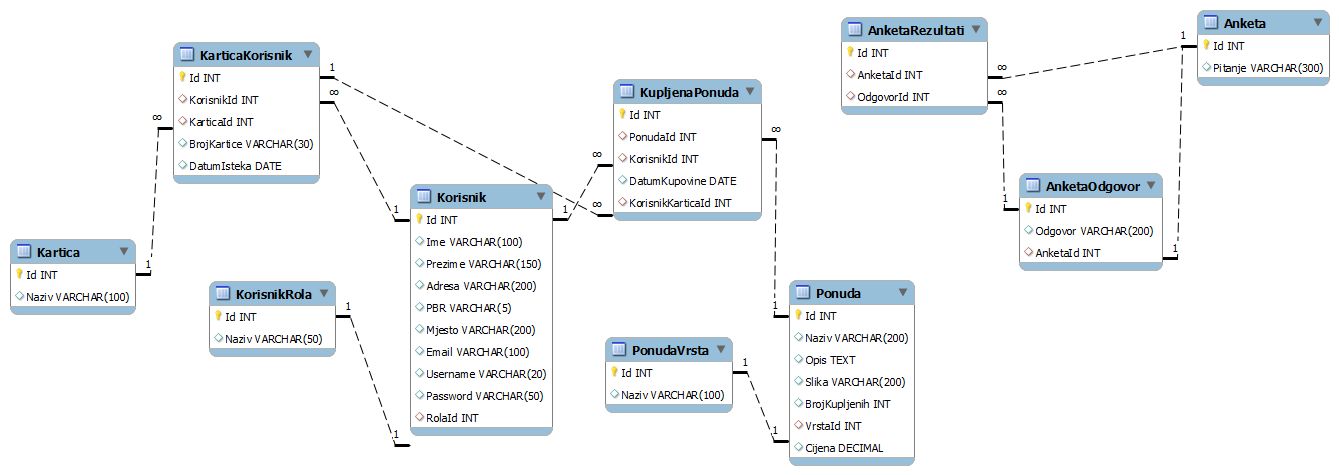 KarticaKorisnik
Id INT
KorisnikId INT
KarticaId INT
BrojKartice VARCHAR(30)
DatumIsteka DATE
1
∞
∞
Kartica
Id INT
Naziv VARCHAR(100)
1
KorisnikRola
Id INT
Naziv VARCHAR(50)
1
Korisnik
Id INT
Ime VARCHAR(100)
Prezime VARCHAR(150)
Adresa VARCHAR(200)
PBR VARCHAR(5)
Mjesto VARCHAR(200)
Email VARCHAR(100)
Username VARCHAR(20)
Password VARCHAR(50)
RolaId INT
1
1
1
KupljenaPonuda
Id INT
PonudaId INT
KorisnikId INT
DatumKupovine DATE
KorisnikKarticaId INT
∞
∞
∞
PonudaVrsta
Id INT
Naziv VARCHAR(100)
1
Ponuda
Id INT
Naziv VARCHAR(200)
Opis TEXT
Slika VARCHAR(200)
BrojKupljenih INT
VrstaId INT
Cijena DECIMAL
1
1
AnketaRezultati
Id INT
AnketaId INT
OdgovorId INT
∞
∞
Anketa
Id INT
Pitanje VARCHAR(300)
1
AnketaOdgovor
Id INT
Odgovor VARCHAR(200)
AnketaId INT
1
1